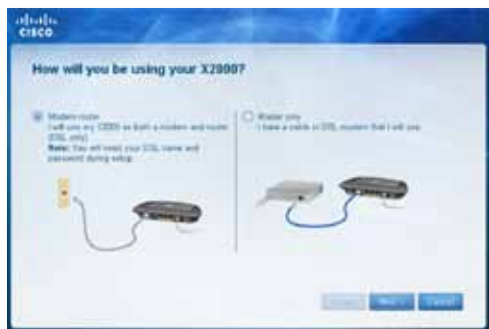 CISCO
How will you be using your X2000?
Modem router
I will use my X2000 as both a modem and router
(DSL only)
Note: You will need your DSL name and
password during setup.
Router only
I have a cable or DSL modem that I will use.
Next
Cancel